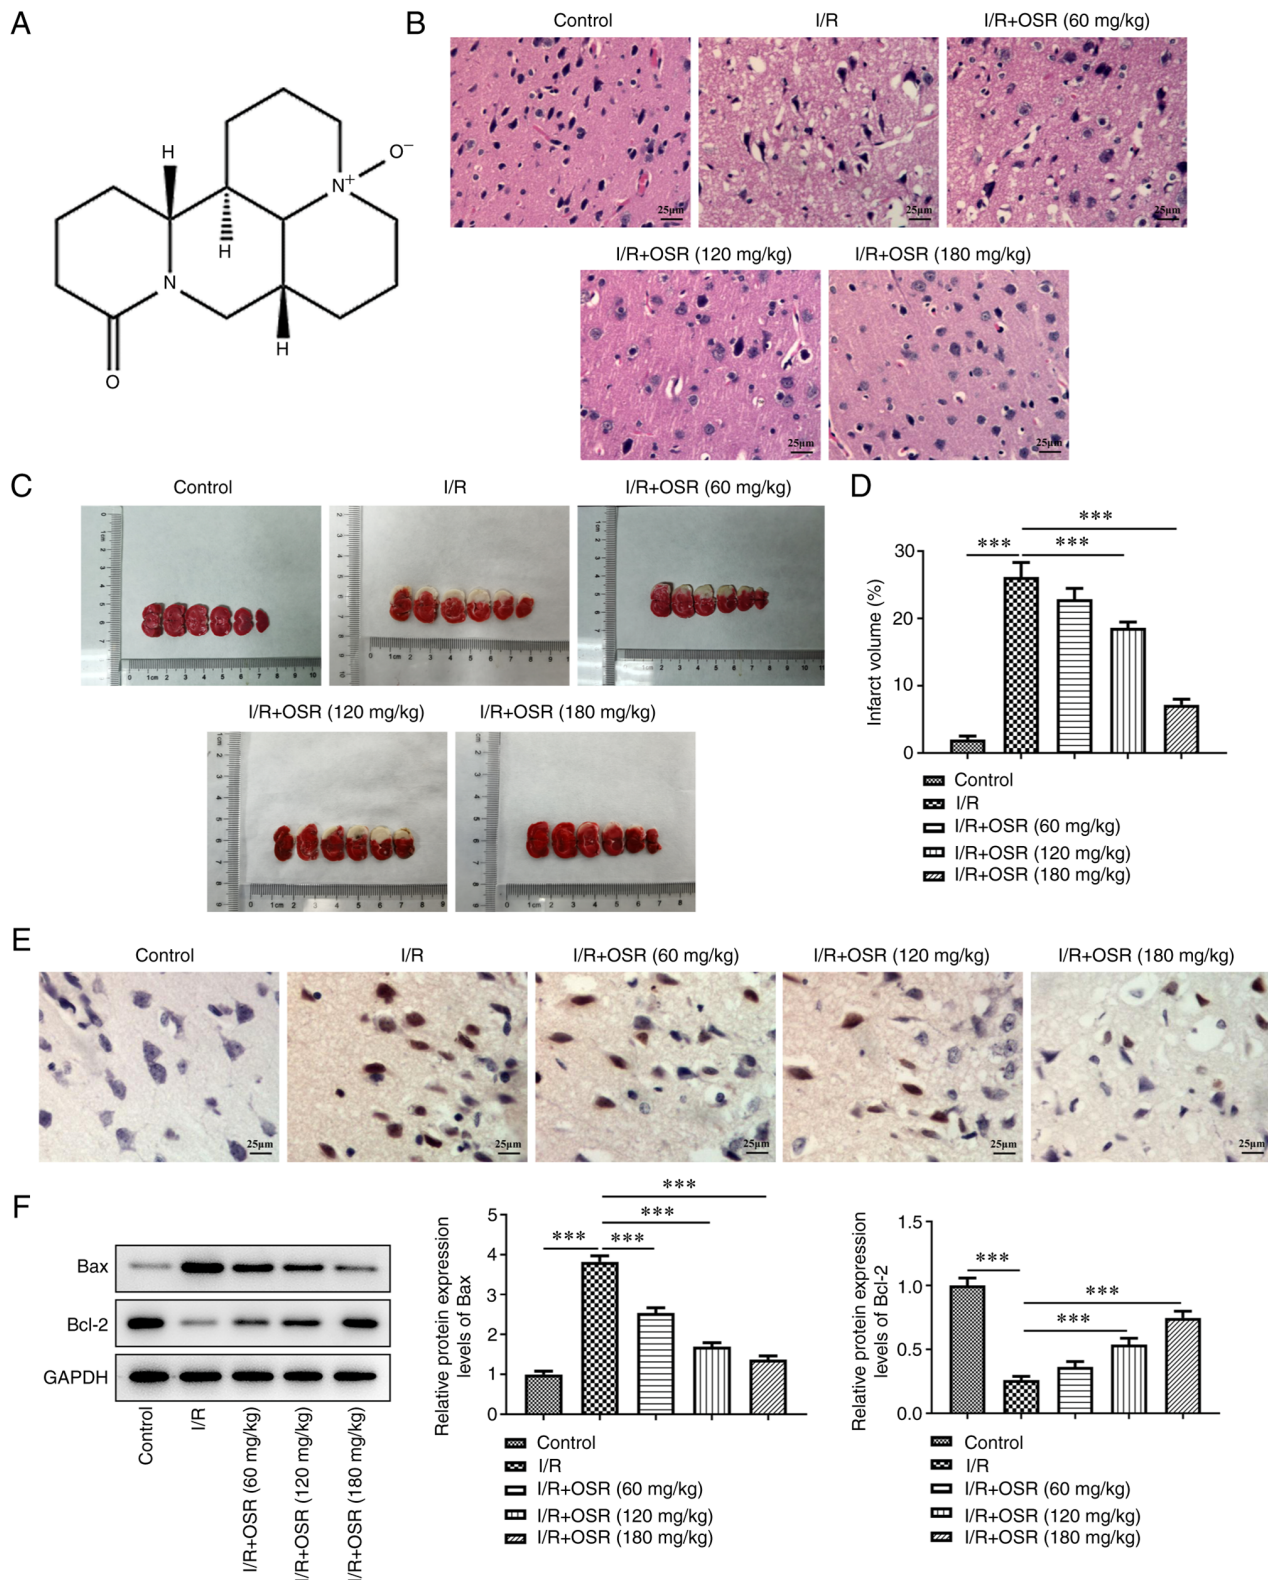 A
H
O⁻
N⁺
H
N
H
O
B
Control
I/R
I/R+OSR (60 mg/kg)
25μm
25μm
25μm
I/R+OSR (120 mg/kg)
I/R+OSR (180 mg/kg)
25μm
25μm
C
Control
I/R
I/R+OSR (60 mg/kg)
I/R+OSR (120 mg/kg)
I/R+OSR (180 mg/kg)
D
***
***
***
30
20
10
0
Infarct volume (%)
Control
I/R
I/R+OSR (60 mg/kg)
I/R+OSR (120 mg/kg)
I/R+OSR (180 mg/kg)
E
Control
I/R
I/R+OSR (60 mg/kg)
I/R+OSR (120 mg/kg)
I/R+OSR (180 mg/kg)
25μm
25μm
25μm
25μm
25μm
F
Bax
Bcl-2
GAPDH
Control
I/R
I/R+OSR (60 mg/kg)
I/R+OSR (120 mg/kg)
I/R+OSR (180 mg/kg)
***
***
***
***
5
4
3
2
1
0
Relative protein expression
levels of Bax
Control
I/R
I/R+OSR (60 mg/kg)
I/R+OSR (120 mg/kg)
I/R+OSR (180 mg/kg)
***
***
***
1.5
1.0
0.5
0.0
Relative protein expression
levels of Bcl-2
Control
I/R
I/R+OSR (60 mg/kg)
I/R+OSR (120 mg/kg)
I/R+OSR (180 mg/kg)